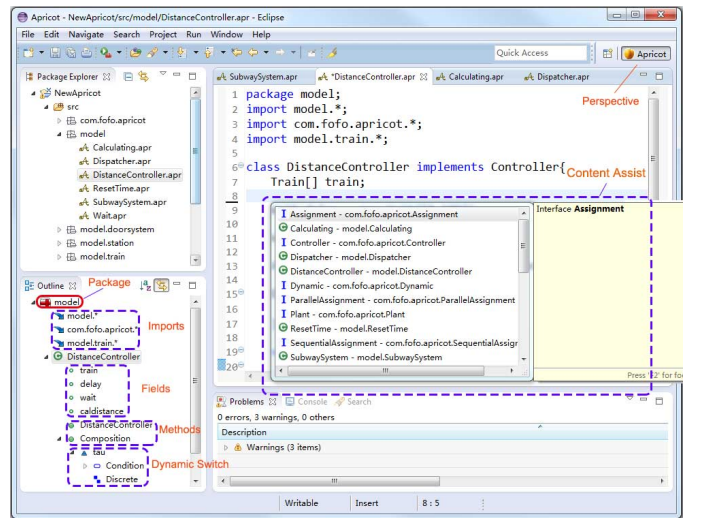 Apricot - NewApricot/src/model/DistanceController.apr - Eclipse
File Edit Navigate Search Project Run Window Help
Quick Access
Apricot
Perspective
Package Explorer
NewApricot
src
com.fofo.apricot
model
Calculating.apr
Dispatcher.apr
DistanceController.apr
ResetTime.apr
SubwaySystem.apr
Wait.apr
model.doorsystem
model.station
model.train
SubwaySystem.apr *DistanceController.apr Calculating.apr Dispatcher.apr
1 package model;
2 import model.*;
3 import com.fofo.apricot.*;
4 import model.train.*;
5
6 class DistanceController implements Controller{
7 Train[] train;
8
9
10
11
12
13
14
15
16
17
18
19
20
Content Assist
I Assignment - com.fofo.apricot.Assignment
G Calculating - model.Calculating
I Controller - com.fofo.apricot.Controller
G Dispatcher - model.Dispatcher
G DistanceController - model.DistanceController
I Dynamic - com.fofo.apricot.Dynamic
I ParallelAssignment - com.fofo.apricot.ParallelAssignment
I Plant - com.fofo.apricot.Plant
G ResetTime - model.ResetTime
I SequentialAssignment - com.fofo.apricot.SequentialAssigr
G SubwaySystem - model.SubwaySystem
Interface Assignment
Press 'F2' for foc
Outline
Package
model
model.*
com.fofo.apricot.*
model.train.*
Imports
DistanceController
train
delay
wait
caldistance
Fields
DistanceController
Methods
Composition
tau
Condition
Discrete
Dynamic Switch
Problems Console Search
0 errors, 3 warnings, 0 others
Description
Warnings (3 items)
Writable Insert 8 : 5